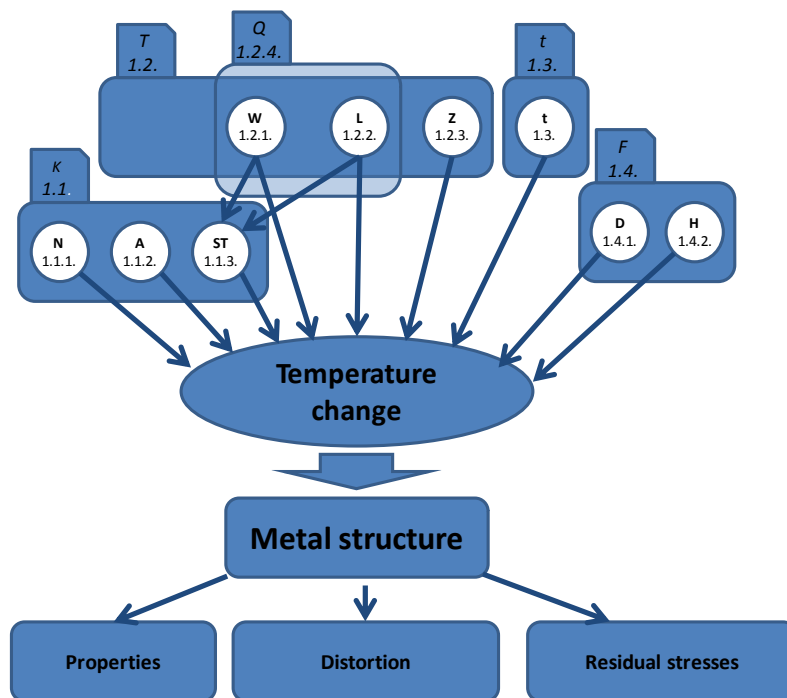 T
1.2.
Q
1.2.4.
t
1.3.
W
1.2.1.
L
1.2.2.
Z
1.2.3.
t
1.3.
F
1.4.
K
1.1.
N
1.1.1.
A
1.1.2.
ST
1.1.3.
D
1.4.1.
H
1.4.2.
Temperature
change
Metal structure
Properties
Distortion
Residual stresses